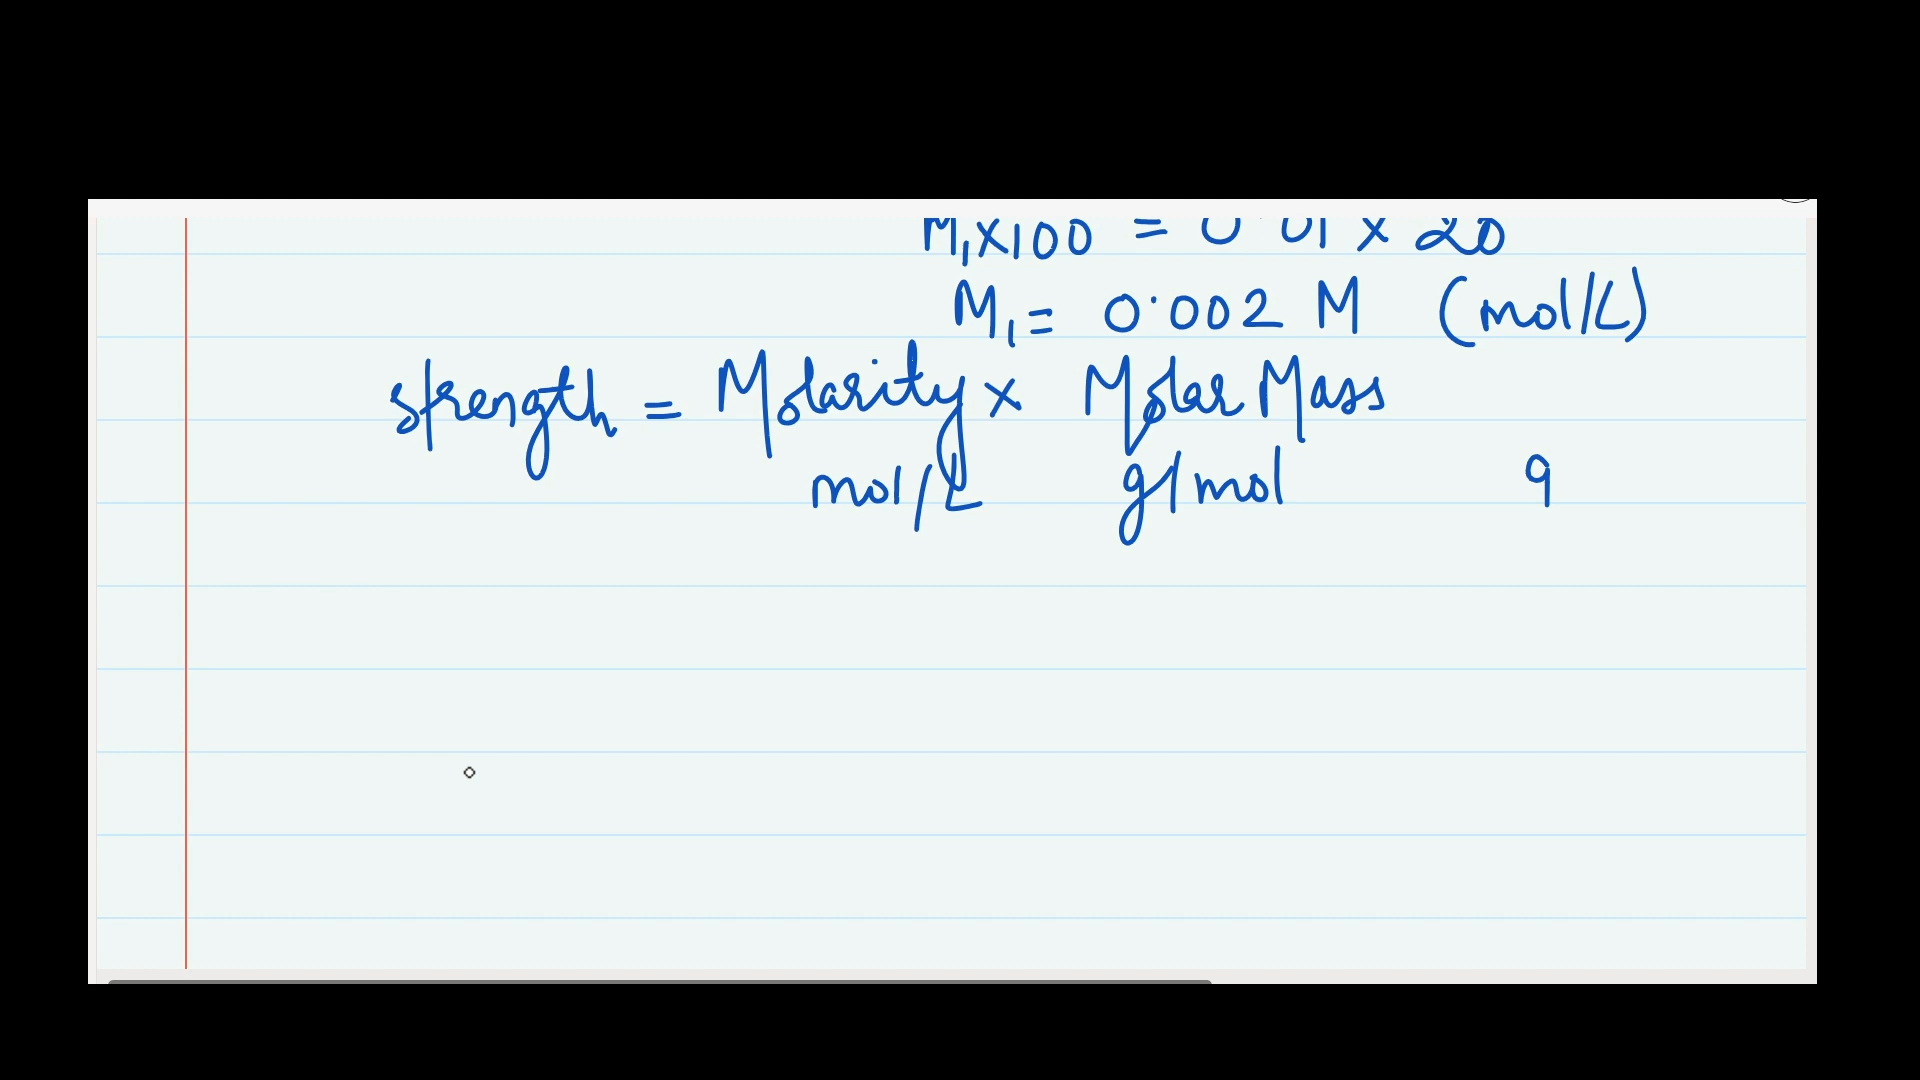 M₁x100 = 0.01 x 20
M₁ = 0.002 M (mol/L)
strength = Molarity x Molar Mass
mol/L g/mol 9